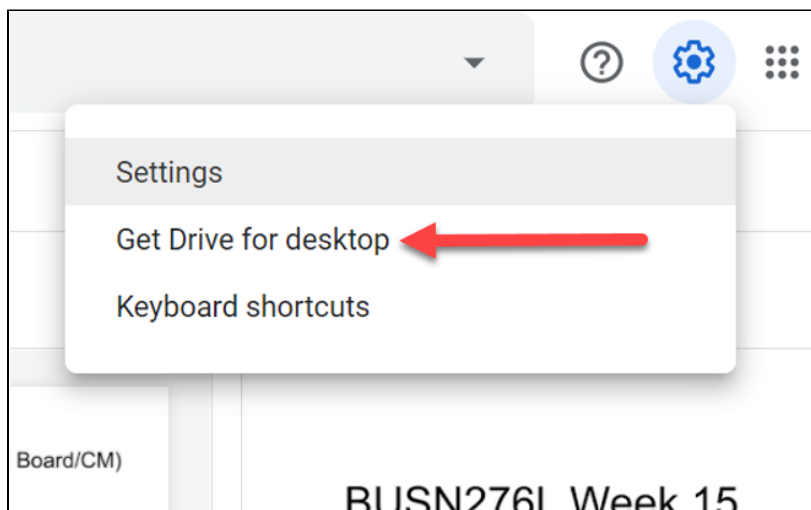 Settings
Get Drive for desktop
Keyboard shortcuts
Board/CM)
BUSN276L Week 15